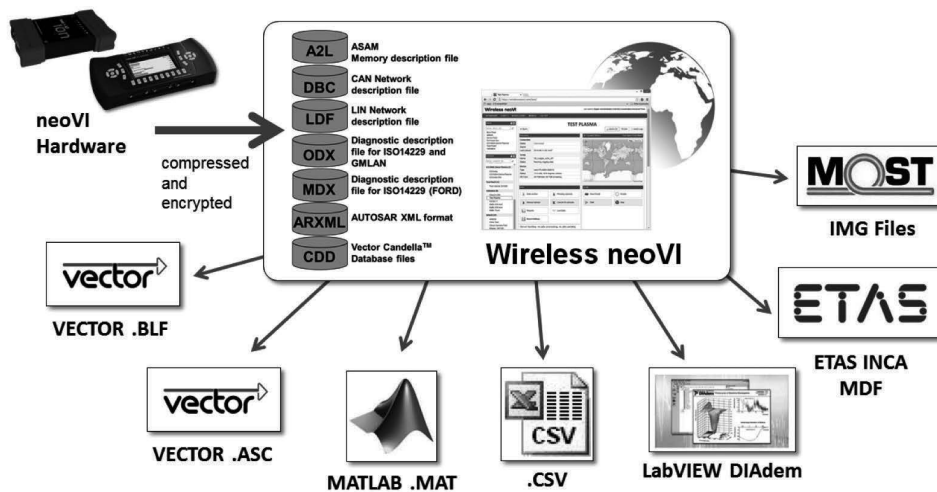 neoVI
Hardware
compressed
and
encrypted
A2L
ASAM
Memory description file
DBC
CAN Network
description file
LDF
LIN Network
description file
ODX
Diagnostic description
file for ISO14229 and
GMLAN
MDX
Diagnostic description
file for ISO14229 (FORD)
ARXML
AUTOSAR XML format
CDD
Vector Candella™
Database files
Wireless neoVI
TEST PLASMA
Wireless neoVI
MOST
IMG Files
ETAS
ETAS INCA
MDF
vector
VECTOR .BLF
vector
VECTOR .ASC
MATLAB .MAT
CSV
.CSV
LabVIEW DIAdem